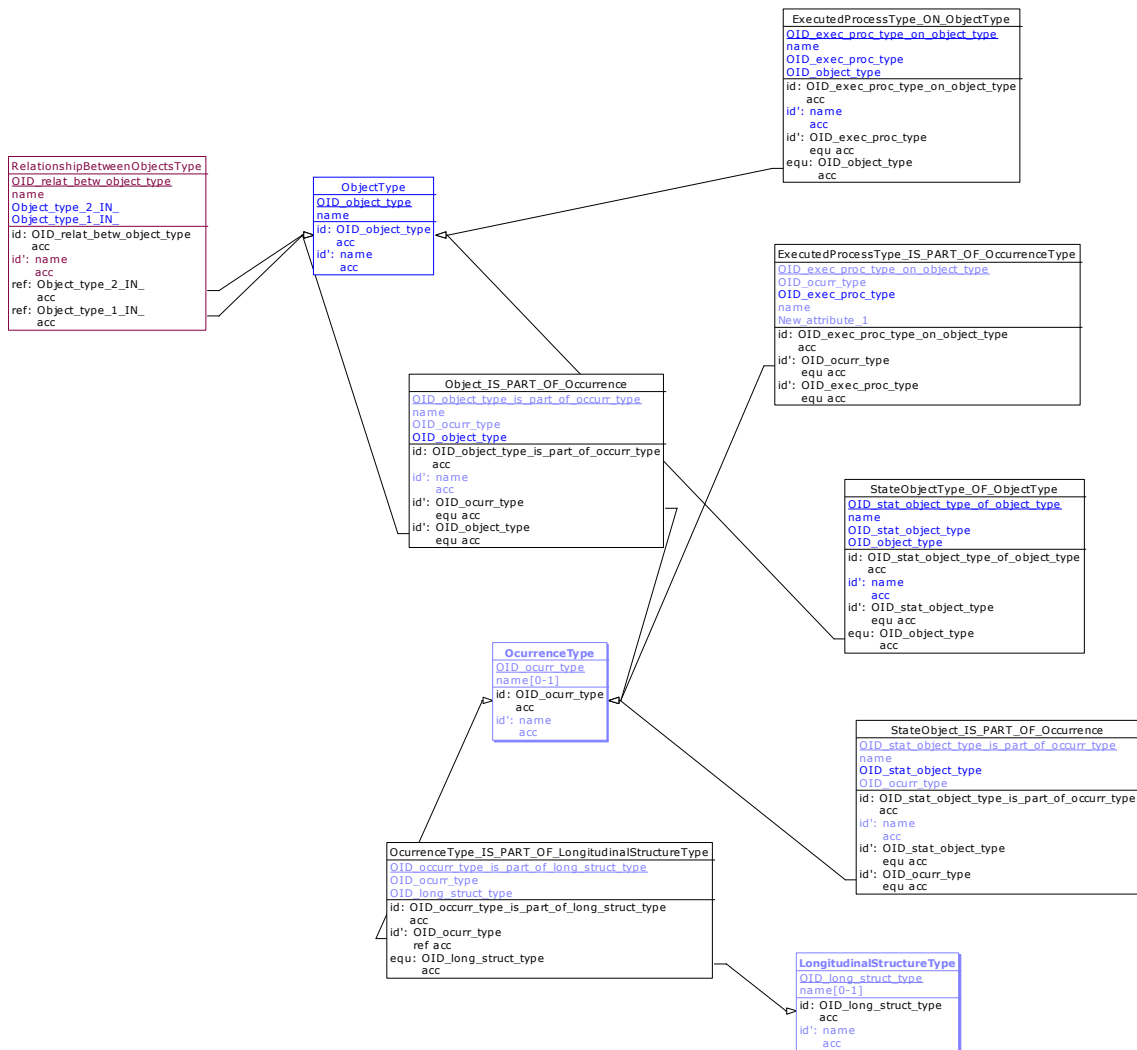 ExecutedProcessType_ON_ObjectType
OID_exec_proc_type_on_object_type
name
OID_exec_proc_type
OID_object_type
id: OID_exec_proc_type_on_object_type
acc
id': name
acc
id': OID_exec_proc_type
equ acc
equ: OID_object_type
acc
RelationshipBetweenObjectsType
OID_relat_betw_object_type
name
Object_type_2_IN_
Object_type_1_IN_
id: OID_relat_betw_object_type
acc
id': name
acc
ref: Object_type_2_IN_
acc
ref: Object_type_1_IN_
acc
ObjectType
OID_object_type
name
id: OID_object_type
acc
id': name
acc
ExecutedProcessType_IS_PART_OF_OccurrenceType
OID_exec_proc_type_on_object_type
OID_ocurr_type
OID_exec_proc_type
name
New_attribute_1
id: OID_exec_proc_type_on_object_type
acc
id': OID_ocurr_type
equ acc
id': OID_exec_proc_type
equ acc
Object_IS_PART_OF_Occurrence
OID_object_type_is_part_of_occurr_type
name
OID_ocurr_type
OID_object_type
id: OID_object_type_is_part_of_occurr_type
acc
id': name
acc
id': OID_ocurr_type
equ acc
id': OID_object_type
equ acc
StateObjectType_OF_ObjectType
OID_stat_object_type_of_object_type
name
OID_stat_object_type
OID_object_type
id: OID_stat_object_type_of_object_type
acc
id': name
acc
id': OID_stat_object_type
equ acc
equ: OID_object_type
acc
OcurrenceType
OID_ocurr_type
name[0-1]
id: OID_ocurr_type
acc
id': name
acc
StateObject_IS_PART_OF_Occurrence
OID_stat_object_type_is_part_of_occurr_type
name
OID_stat_object_type
OID_ocurr_type
id: OID_stat_object_type_is_part_of_occurr_type
acc
id': name
acc
id': OID_stat_object_type
equ acc
id': OID_ocurr_type
equ acc
OcurrenceType_IS_PART_OF_LongitudinalStructureType
OID_occurr_type_is_part_of_long_struct_type
OID_ocurr_type
OID_long_struct_type
id: OID_occurr_type_is_part_of_long_struct_type
acc
id': OID_ocurr_type
ref acc
equ: OID_long_struct_type
acc
LongitudinalStructureType
OID_long_struct_type
name[0-1]
id: OID_long_struct_type
acc
id': name
acc